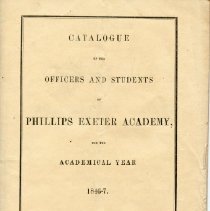 CATALOGUE
OF THE
OFFICERS AND STUDENTS
OF
PHILLIPS EXETER ACADEMY,
FOR THE
ACADEMICAL YEAR
1846-7.